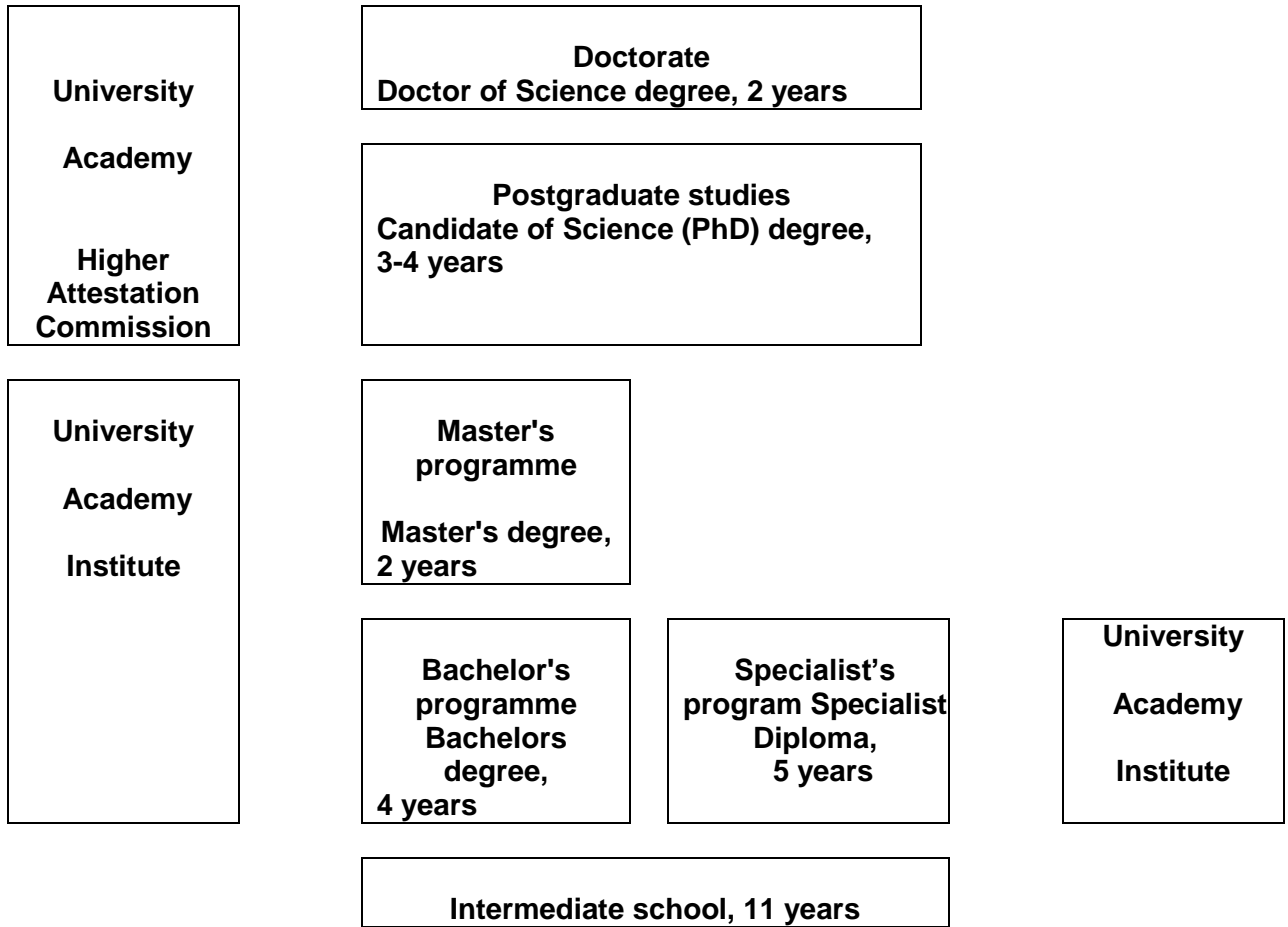 University
Academy
Higher
Attestation
Commission
Doctorate
Doctor of Science degree, 2 years
Postgraduate studies
Candidate of Science (PhD) degree,
3-4 years
University
Academy
Institute
Master's
programme
Master's degree,
2 years
Bachelor's
programme
Bachelors
degree,
4 years
Specialist’s
program Specialist
Diploma,
5 years
University
Academy
Institute
Intermediate school, 11 years